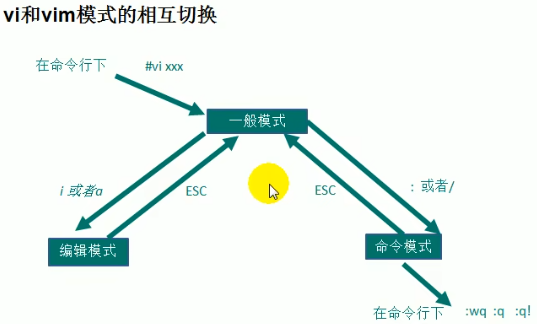 vi和vim模式的相互切换
在命令行下 #vi xxx
一般模式
i 或者a
ESC
ESC
: 或者/
编辑模式
命令模式
在命令行下 :wq :q :q!